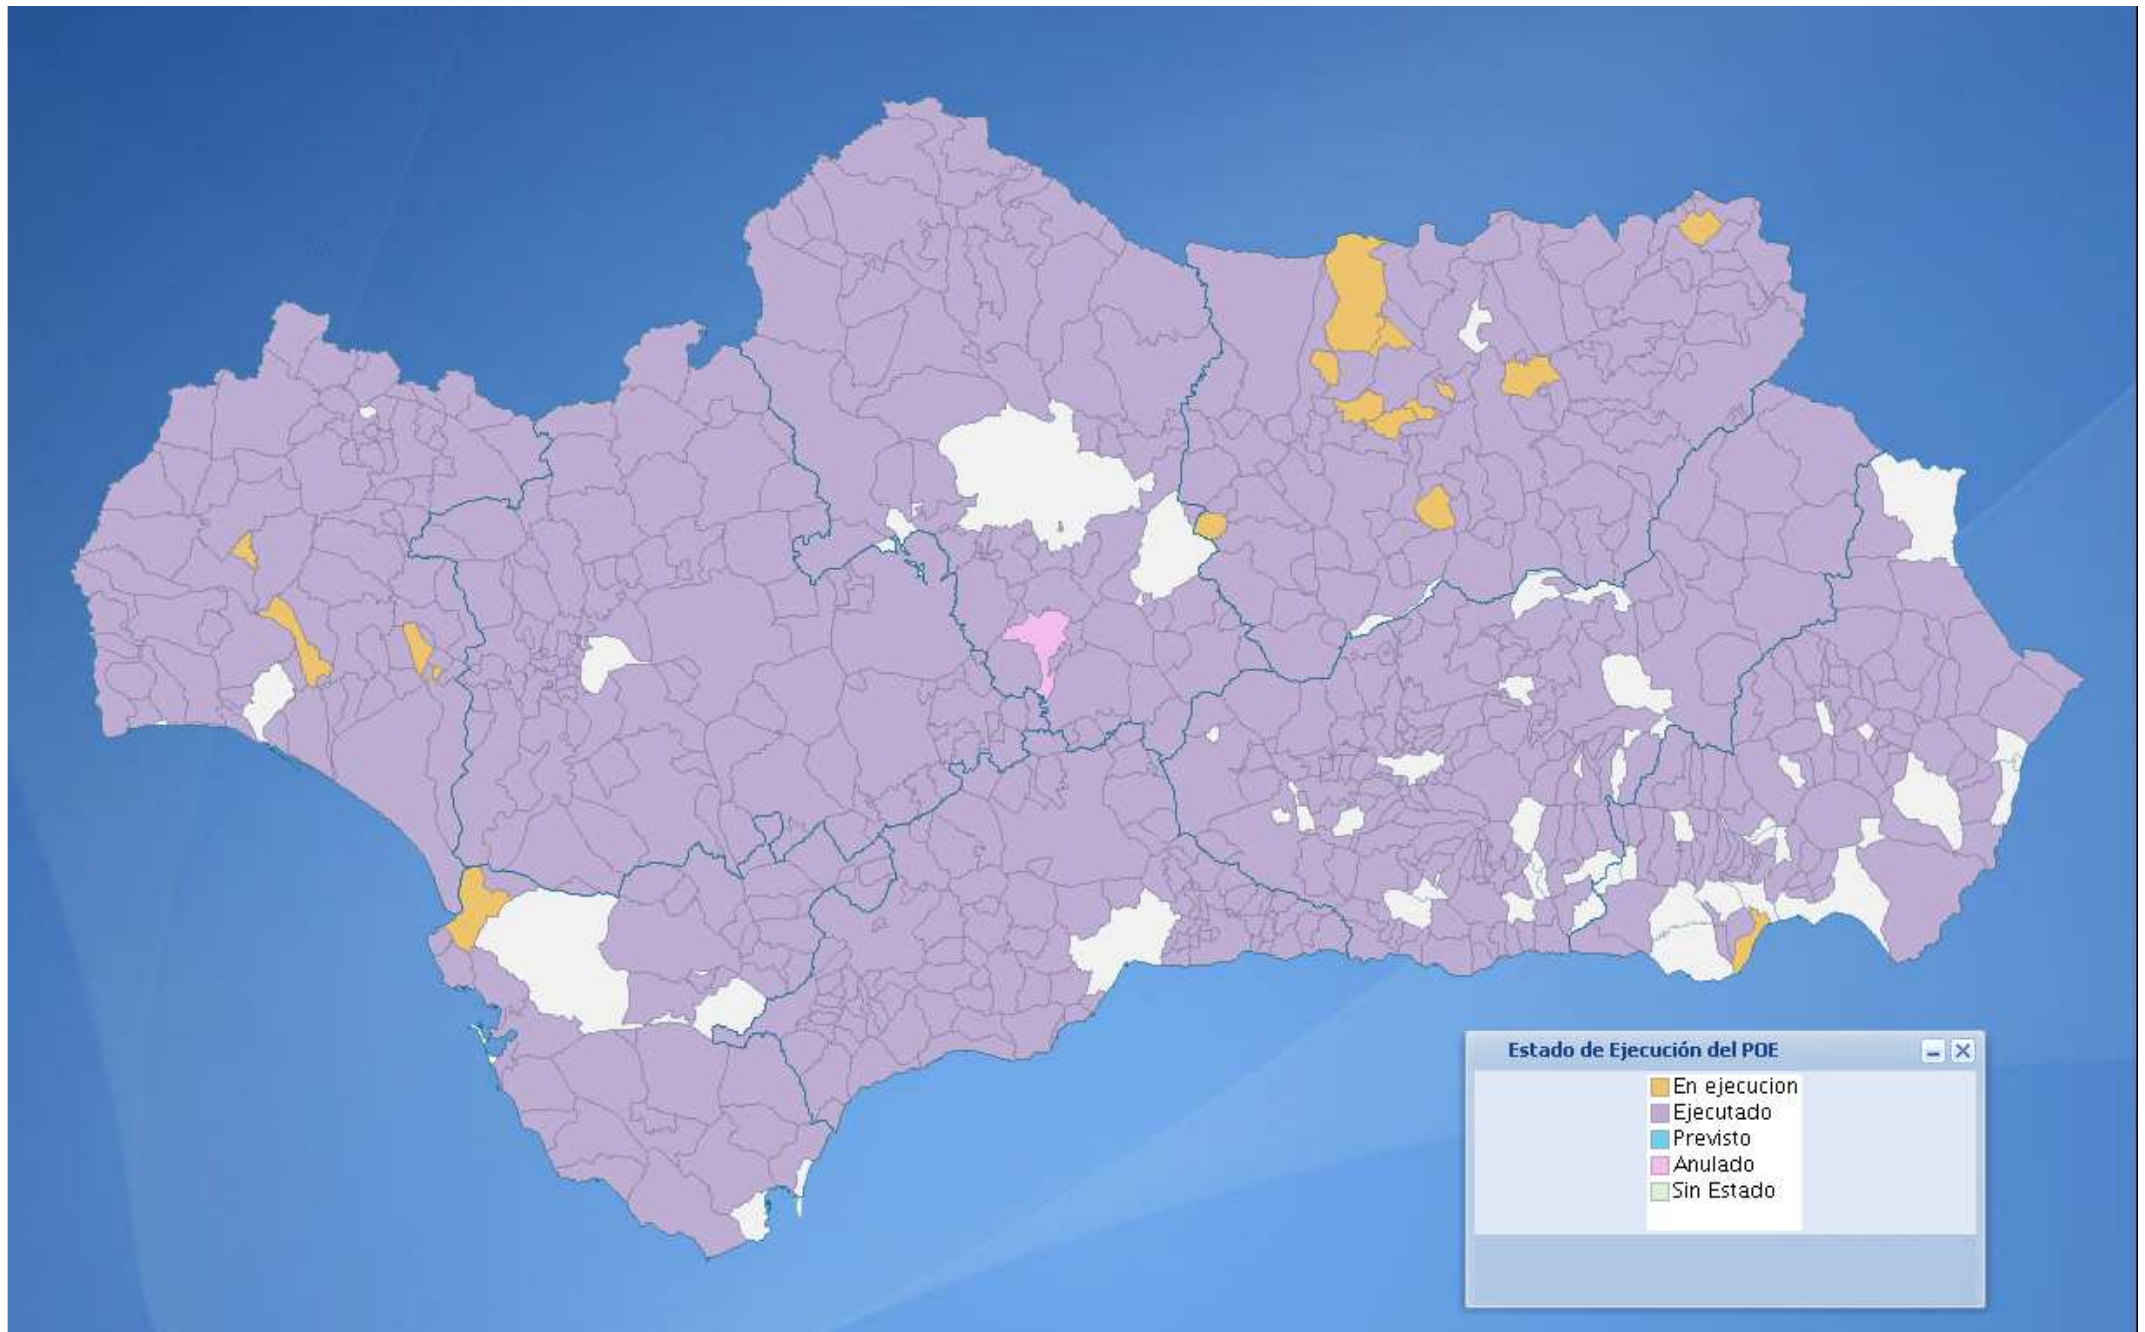 Estado de Ejecución del POE
En ejecucion
Ejecutado
Previsto
Anulado
Sin Estado